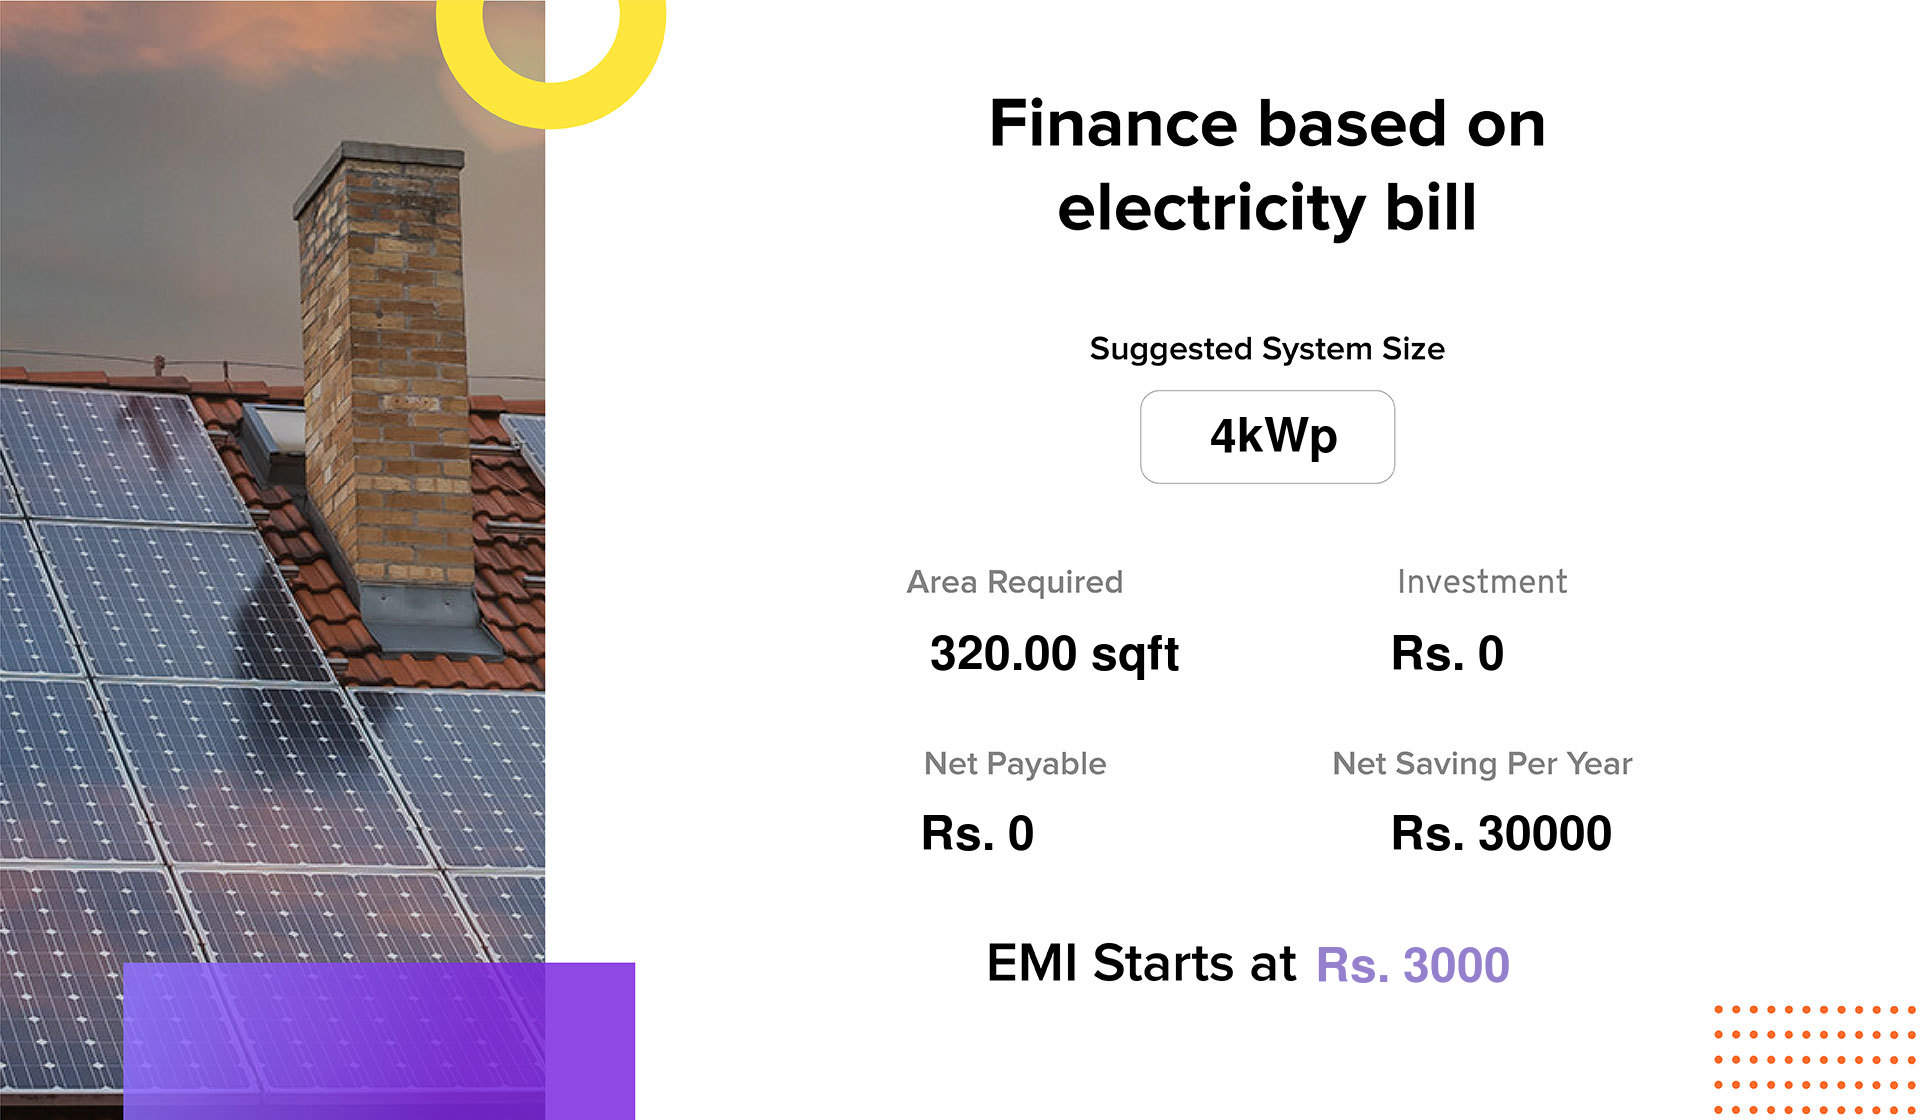 Finance based on
electricity bill
Suggested System Size
4kWp
Area Required
320.00 sqft
Investment
Rs. 0
Net Payable
Rs. 0
Net Saving Per Year
Rs. 30000
EMI Starts at Rs. 3000